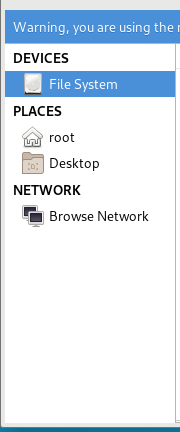 Warning, you are using the
DEVICES
File System
PLACES
root
Desktop
NETWORK
Browse Network